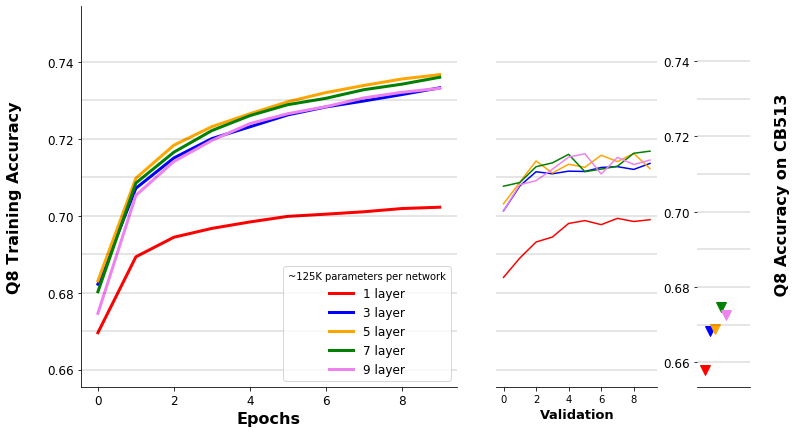 Q8 Training Accuracy
0.74
0.72
0.70
0.68
0.66
0 2 4 6 8
Epochs
~125K parameters per network
1 layer
3 layer
5 layer
7 layer
9 layer
0 2 4 6 8
Validation
0.74
0.72
0.70
0.68
0.66
Q8 Accuracy on CB513